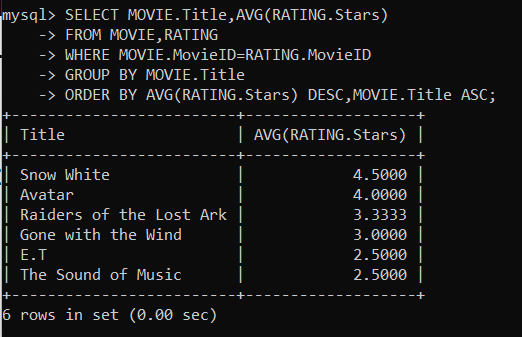 mysql> SELECT MOVIE.Title,AVG(RATING.Stars)
    -> FROM MOVIE,RATING
    -> WHERE MOVIE.MovieID=RATING.MovieID
    -> GROUP BY MOVIE.Title
    -> ORDER BY AVG(RATING.Stars) DESC,MOVIE.Title ASC;
+-------------------------+-------------------+
| Title                   | AVG(RATING.Stars) |
+-------------------------+-------------------+
| Snow White              |            4.5000 |
| Avatar                  |            4.0000 |
| Raiders of the Lost Ark |            3.3333 |
| Gone with the Wind      |            3.0000 |
| E.T                     |            2.5000 |
| The Sound of Music      |            2.5000 |
+-------------------------+-------------------+
6 rows in set (0.00 sec)